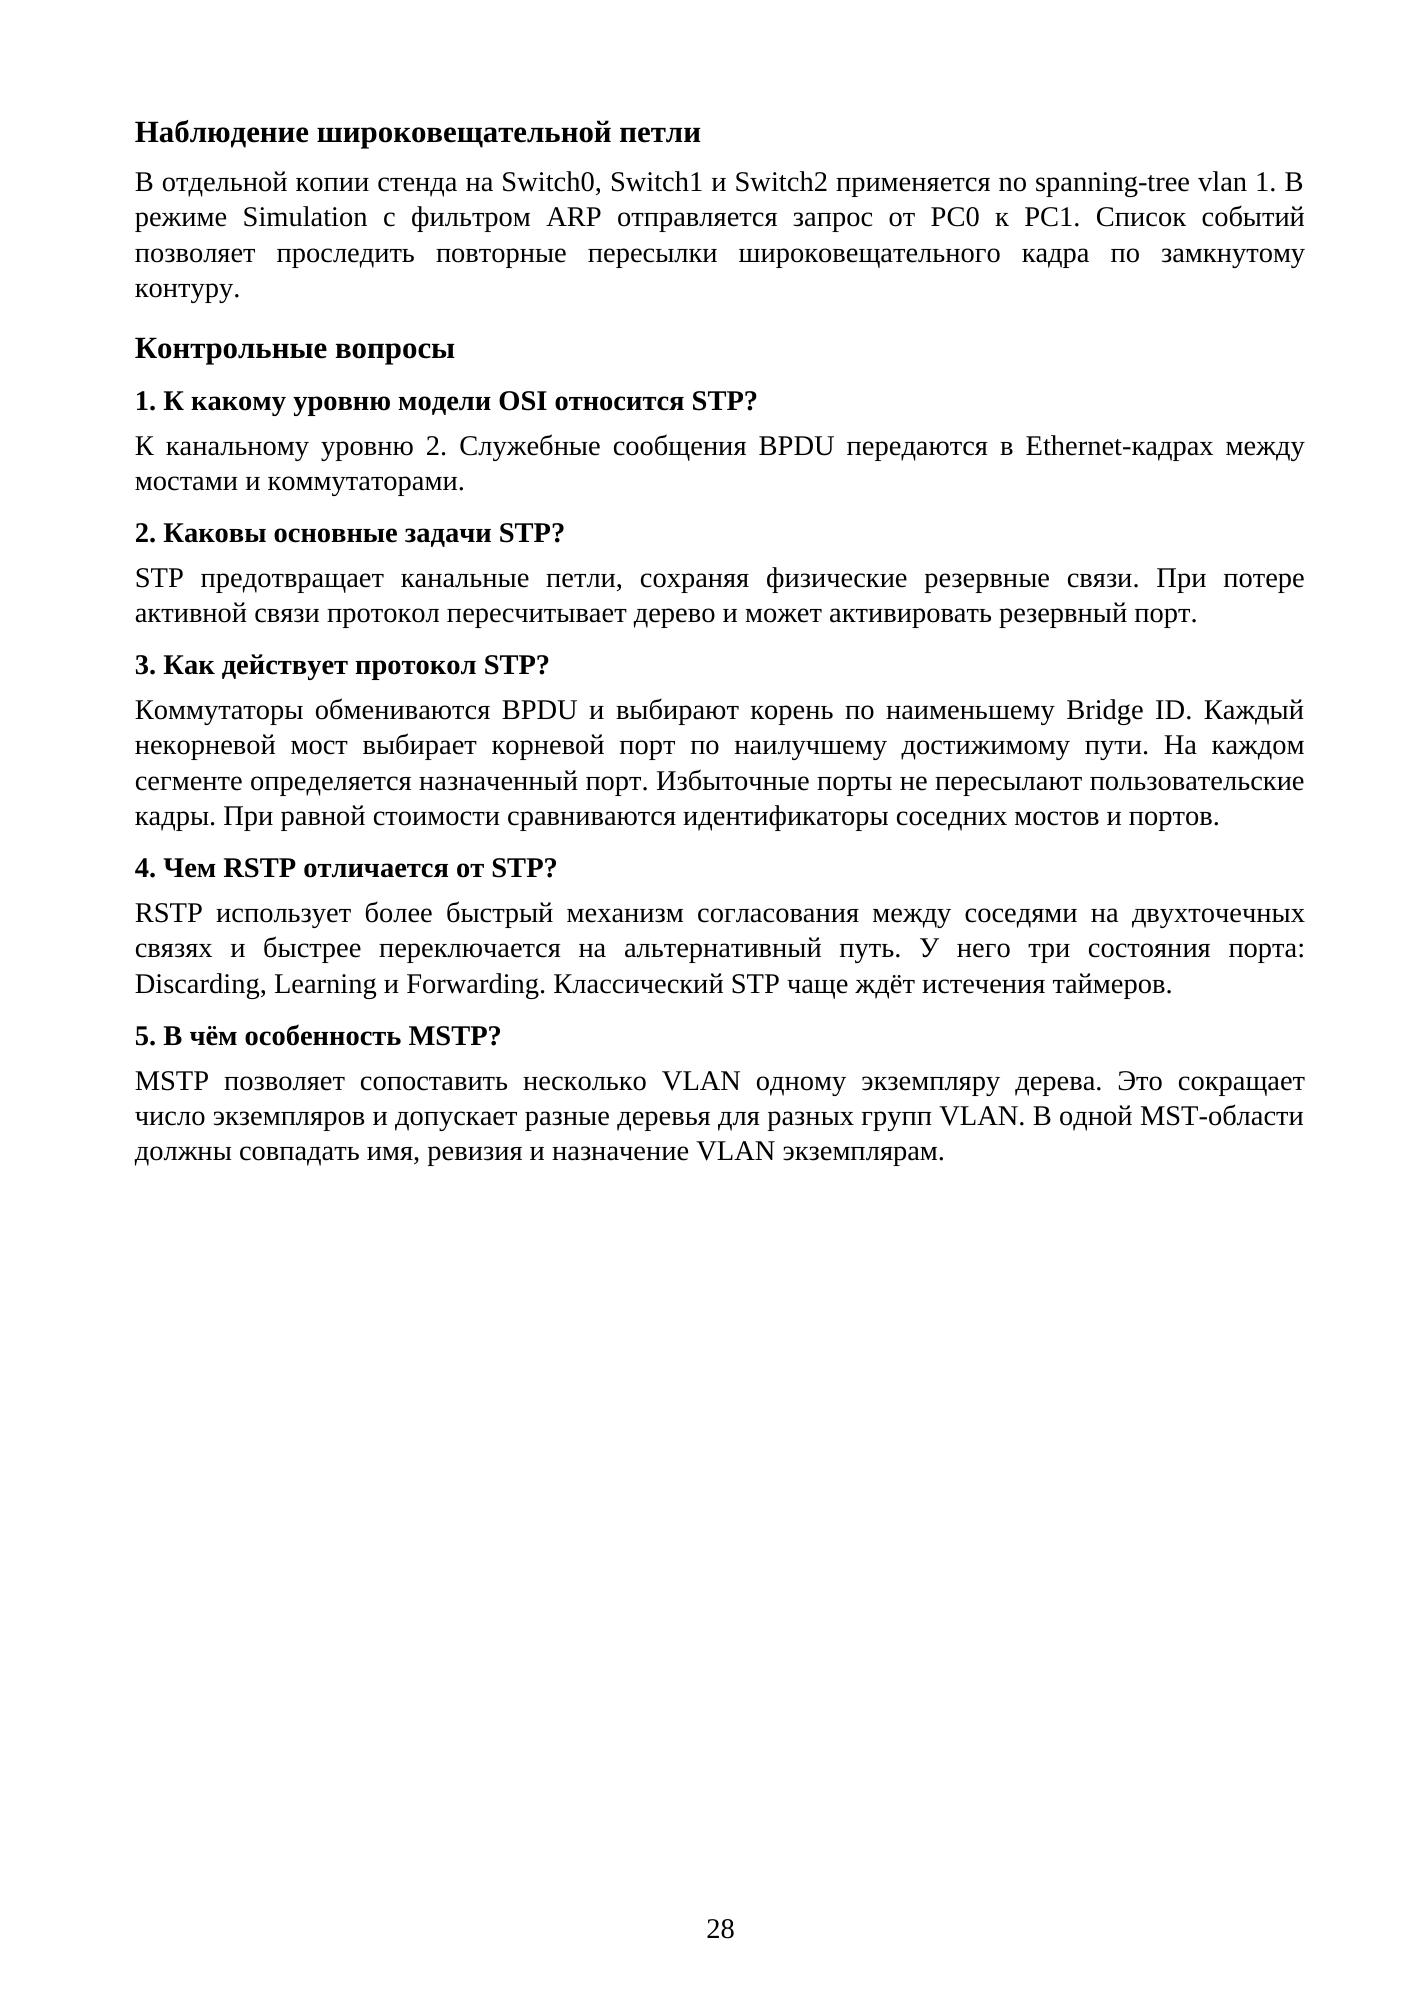 Наблюдение широковещательной петли
В отдельной копии стенда на Switch0, Switch1 и Switch2 применяется no spanning-tree vlan 1. В
режиме Simulation с фильтром ARP отправляется запрос от PC0 к PC1. Список событий
позволяет проследить повторные пересылки широковещательного кадра по замкнутому
контуру.
Контрольные вопросы
1. К какому уровню модели OSI относится STP?
К канальному уровню 2. Служебные сообщения BPDU передаются в Ethernet-кадрах между
мостами и коммутаторами.
2. Каковы основные задачи STP?
STP предотвращает канальные петли, сохраняя физические резервные связи. При потере
активной связи протокол пересчитывает дерево и может активировать резервный порт.
3. Как действует протокол STP?
Коммутаторы обмениваются BPDU и выбирают корень по наименьшему Bridge ID. Каждый
некорневой мост выбирает корневой порт по наилучшему достижимому пути. На каждом
сегменте определяется назначенный порт. Избыточные порты не пересылают пользовательские
кадры. При равной стоимости сравниваются идентификаторы соседних мостов и портов.
4. Чем RSTP отличается от STP?
RSTP использует более быстрый механизм согласования между соседями на двухточечных
связях и быстрее переключается на альтернативный путь. У него три состояния порта:
Discarding, Learning и Forwarding. Классический STP чаще ждёт истечения таймеров.
5. В чём особенность MSTP?
MSTP позволяет сопоставить несколько VLAN одному экземпляру дерева. Это сокращает
число экземпляров и допускает разные деревья для разных групп VLAN. В одной MST-области
должны совпадать имя, ревизия и назначение VLAN экземплярам.
28